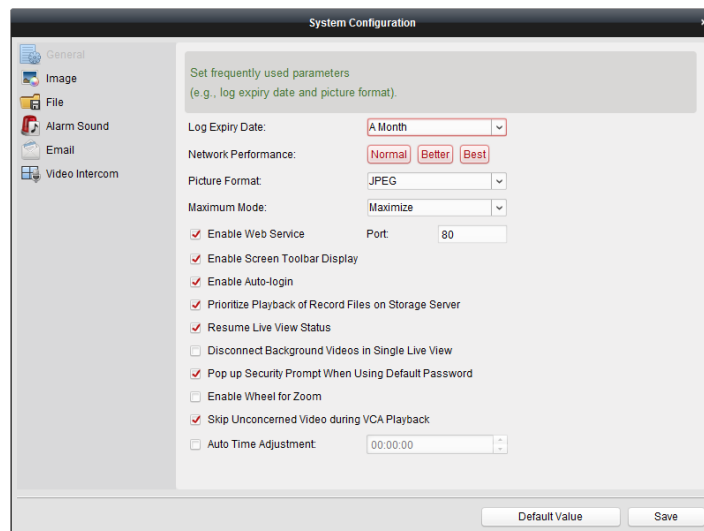 System Configuration
General
Image
File
Alarm Sound
Email
Video Intercom
Set frequently used parameters
(e.g., log expiry date and picture format).
Log Expiry Date: A Month
Network Performance: Normal Better Best
Picture Format: JPEG
Maximum Mode: Maximize
Enable Web Service Port: 80
Enable Screen Toolbar Display
Enable Auto-login
Prioritize Playback of Record Files on Storage Server
Resume Live View Status
Disconnect Background Videos in Single Live View
Pop up Security Prompt When Using Default Password
Enable Wheel for Zoom
Skip Unconcerned Video during VCA Playback
Auto Time Adjustment: 00:00:00
Default Value Save